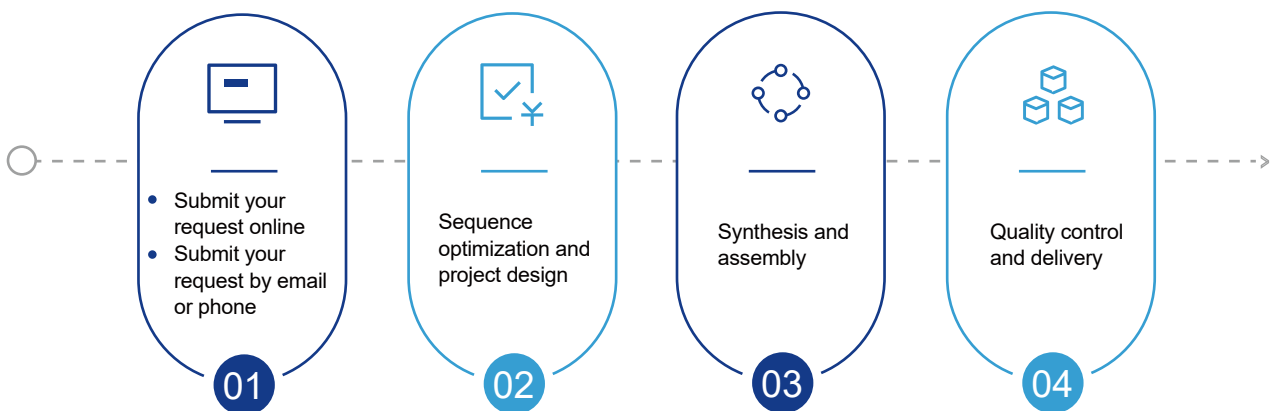 Submit your
request online
Submit your
request by email
or phone
01
Sequence
optimization and
project design
02
Synthesis and
assembly
03
Quality control
and delivery
04